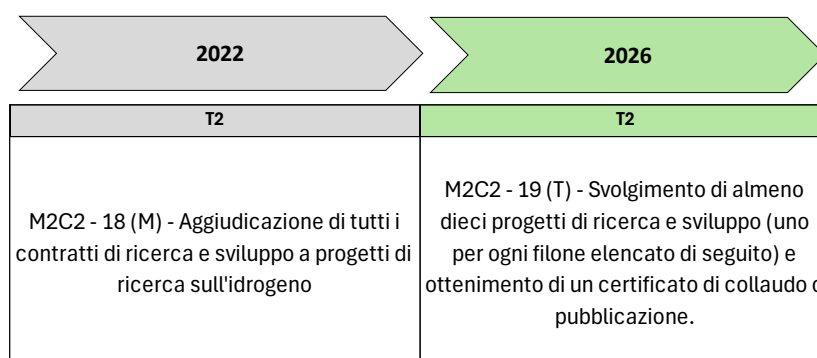 2022
2026
T2
T2
M2C2 - 18 (M) - Aggiudicazione di tutti i
contratti di ricerca e sviluppo a progetti di
ricerca sull'idrogeno
M2C2 - 19 (T) - Svolgimento di almeno
dieci progetti di ricerca e sviluppo (uno
per ogni filone elencato di seguito) e
ottenimento di un certificato di collaudo
pubblicazione.